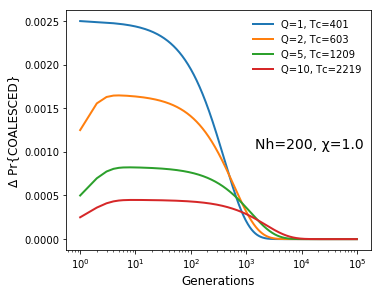 0.0025
0.0020
0.0015
0.0010
0.0005
0.0000
Δ Pr{COALESCED}
Q=1, Tc=401
Q=2, Tc=603
Q=5, Tc=1209
Q=10, Tc=2219
Nh=200, χ=1.0
10⁰ 10¹ 10² 10³ 10⁴ 10⁵
Generations